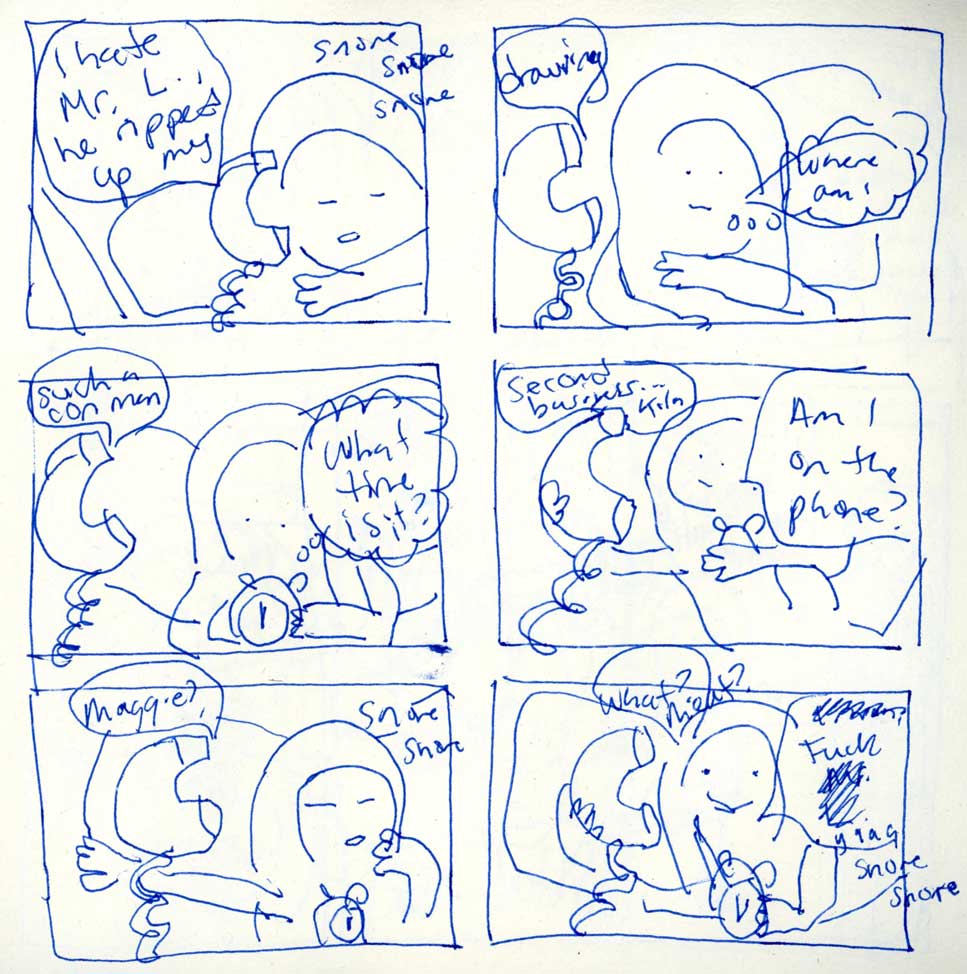 I hate
Mr. L..,
he ripped
up my
snore
snore
snore
drawing
Where
am i
such a
con man
What
time
is it?
Second
business...
Kiln
Am I
on the
phone?
Maggie?,
Snore
Snore
What?
Fuck
Snore
Snore